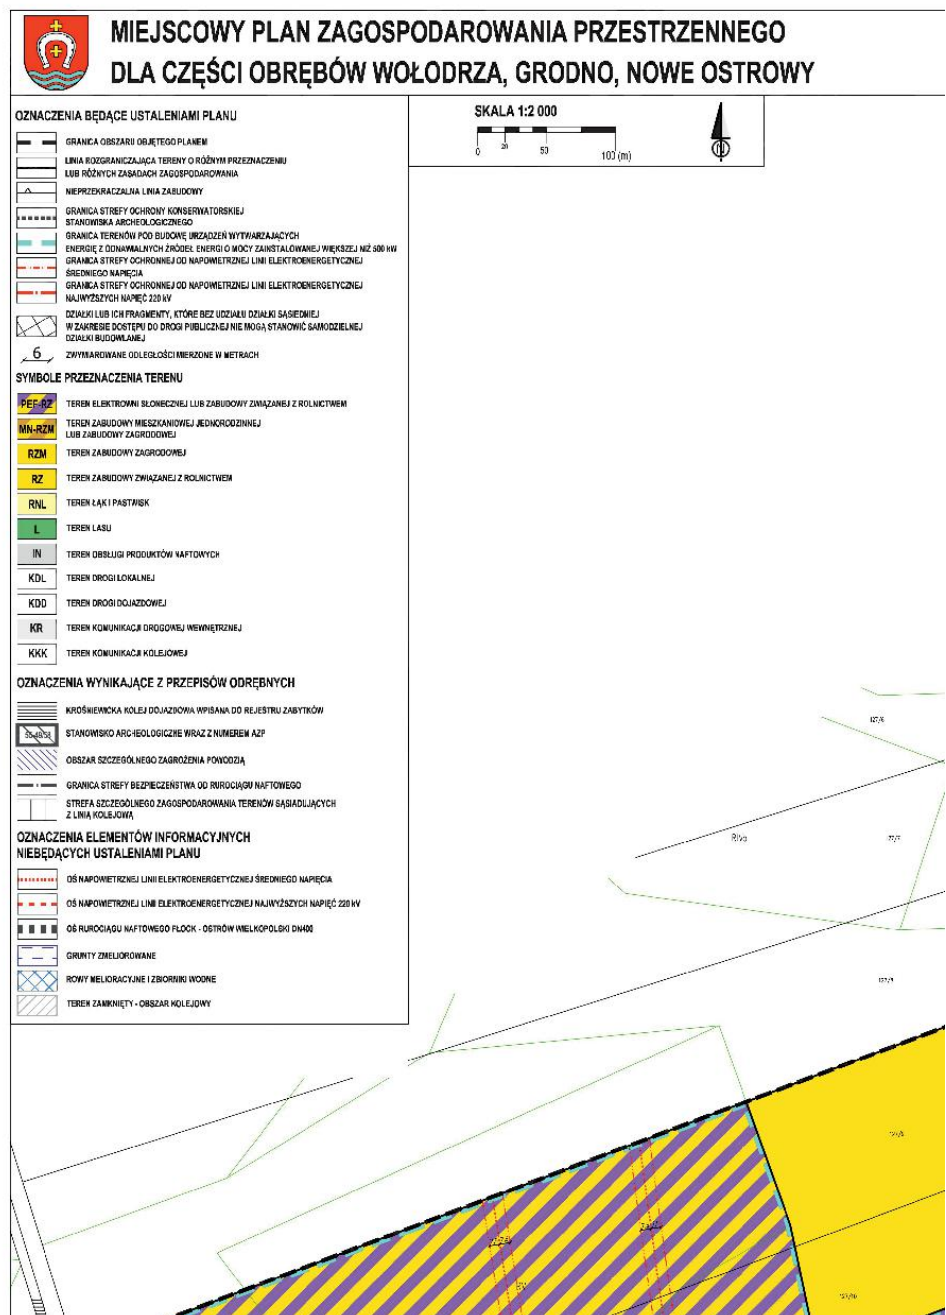 MIEJSCOWY PLAN ZAGOSPODAROWANIA PRZESTRZENNEGO
DLA CZĘŚCI OBRĘBÓW WOŁODRZA, GRODNO, NOWE OSTROWY
OZNACZENIA BĘDĄCE USTALENIAMI PLANU
GRANICA OBSZARU OBJĘTEGO PLANEM
LINIA ROZGRANICZAJĄCA TERENY O RÓŻNYM PRZEZNACZENIU
LUB RÓŻNYCH ZASADACH ZAGOSPODAROWANIA
NIEPRZEKRACZALNA LINIA ZABUDOWY
GRANICA STREFY OCHRONY KONSERWATORSKIEJ
STANOWISKA ARCHEOLOGICZNEGO
GRANICA TERENÓW POD BUDOWĘ URZĄDZEŃ WYTWARZAJĄCYCH
ENERGIĘ Z ODNAWIALNYCH ŹRÓDEŁ ENERGI O MOCY ZAINSTALOWANEJ WIĘKSZEJ NIŻ 500 kW
GRANICA STREFY OCHRONNEJ OD NAPOWIETRZNEJ LINII ELEKTROENERGETYCZNEJ
ŚREDNIEGO NAPIĘCIA
GRANICA STREFY OCHRONNEJ OD NAPOWIETRZNEJ LINII ELEKTROENERGETYCZNEJ
NAJWYŻSZYCH NAPIĘĆ 220 kV
DZIAŁKI LUB ICH FRAGMENTY, KTÓRE BEZ UDZIAŁU DZIAŁKI SĄSIEDNIEJ
W ZAKRESIE DOSTĘPU DO DROGI PUBLICZNEJ NIE MOGĄ STANOWIĆ SAMODZIELNEJ
DZIAŁKI BUDOWLANEJ
6 ZWYMIAROWANE ODLEGŁOŚCI MIERZONE W METRACH
SYMBOLE PRZEZNACZENIA TERENU
PEF-RZ TEREN ELEKTROWNI SŁONECZNEJ LUB ZABUDOWY ZWIĄZANEJ Z ROLNICTWEM
MN-RZM TEREN ZABUDOWY MIESZKANIOWEJ JEDNORODZINNEJ
LUB ZABUDOWY ZAGRODOWEJ
RZM TEREN ZABUDOWY ZAGRODOWEJ
RZ TEREN ZABUDOWY ZWIĄZANEJ Z ROLNICTWEM
RNL TEREN ŁĄK I PASTWISK
L TEREN LASU
IN TEREN OBSŁUGI PRODUKTÓW NAFTOWYCH
KDL TEREN DROGI LOKALNEJ
KDD TEREN DROGI DOJAZDOWEJ
KR TEREN KOMUNIKACJI DROGOWEJ WEWNĘTRZNEJ
KKK TEREN KOMUNIKACJI KOLEJOWEJ
OZNACZENIA WYNIKAJĄCE Z PRZEPISÓW ODRĘBNYCH
KROŚNIEWICKA KOLEJ DOJAZDOWA WPISANA DO REJESTRU ZABYTKÓW
STANOWISKO ARCHEOLOGICZNE WRAZ Z NUMEREM AZP
OBSZAR SZCZEGÓLNEGO ZAGROŻENIA POWODZIĄ
GRANICA STREFY BEZPIECZEŃSTWA OD RUROCIĄGU NAFTOWEGO
STREFA SZCZEGÓLNEGO ZAGOSPODAROWANIA TERENÓW SĄSIADUJĄCYCH
Z LINIĄ KOLEJOWĄ
OZNACZENIA ELEMENTÓW INFORMACYJNYCH
NIEBĘDĄCYCH USTALENIAMI PLANU
OŚ NAPOWIETRZNEJ LINII ELEKTROENERGETYCZNEJ ŚREDNIEGO NAPIĘCIA
OŚ NAPOWIETRZNEJ LINII ELEKTROENERGETYCZNEJ NAJWYŻSZYCH NAPIĘĆ 220 kV
OŚ RUROCIĄGU NAFTOWEGO PŁOCK - OSTRÓW WIELKOPOLSKI DN400
GRUNTY ZMELIOROWANE
ROWY MELIORACYJNE I ZBIORNIKI WODNE
TEREN ZAMKNIĘTY - OBSZAR KOLEJOWY
SKALA 1:2 000
0 20 50 100 (m)
N
127/6
127/10